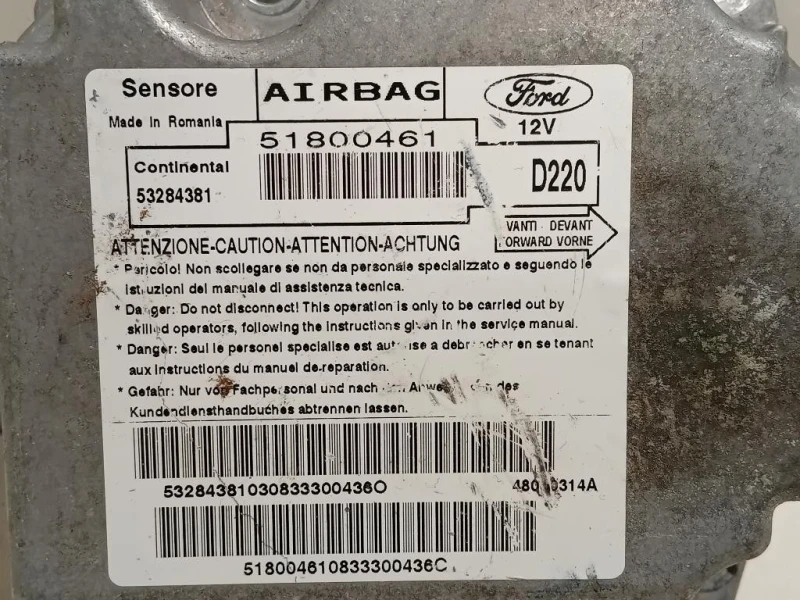 Sensore
AIRBAG
Ford
Made In Romania
12V
51800461
Continental
53284381
D220
VANTI - DEVANT
FORWARD VORNE
ATTENZIONE-CAUTION-ATTENTION-ACHTUNG
* Pericolo! Non scollegare se non da personale specializzato e seguendo le
istruzioni del manuale di assistenza tecnica.
* Danger: Do not disconnect! This operation is only to be carried out by
skilled operators, following the instructions given in the service manual.
* Danger: Seul le personel specialise est a debrancher en se tenant
aux instructions du manuel de-reparation.
* Gefahr: Nur von Fachpersonal und nach des
Kundendiensthandbuches abtrennen lassen.
53284381030833300436O
518004610833300436C